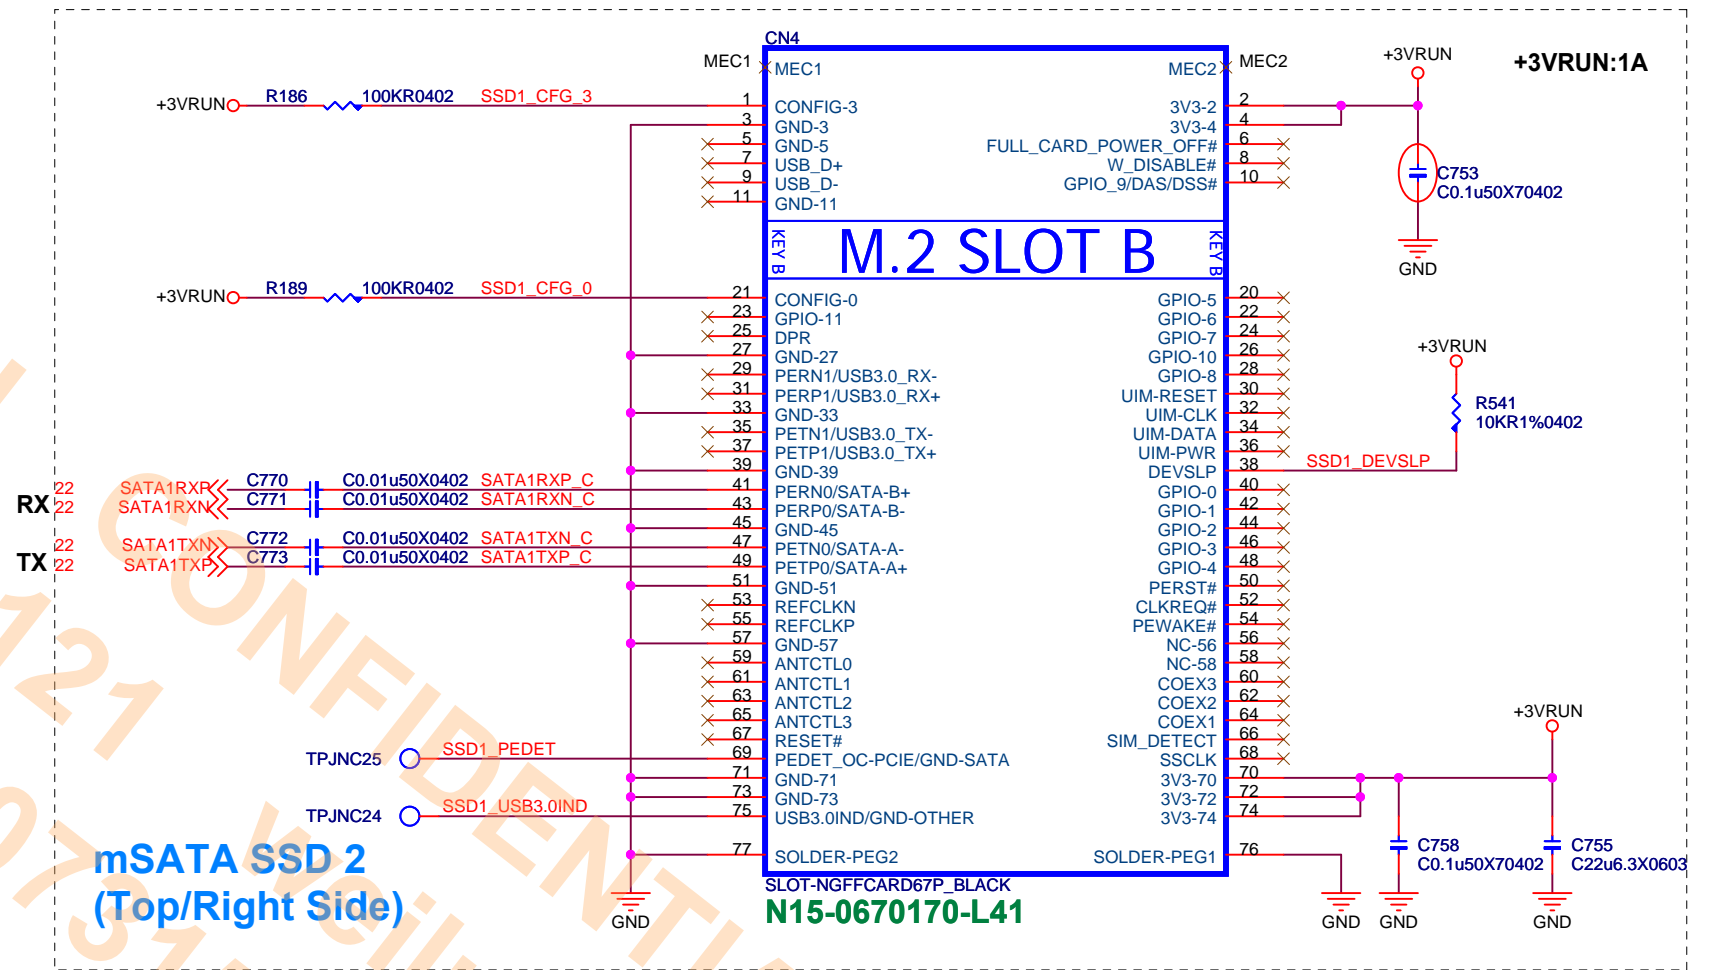 CN4
MEC1 MEC1 MEC2 MEC2
+3VRUN
+3VRUN:1A
+3VRUN R186 100KR0402 SSD1_CFG_3 1 CONFIG-3 3V3-2 2
3 GND-3 3V3-4 4
5 GND-5 FULL_CARD_POWER_OFF# 6
7 USB_D+ W_DISABLE# 8
9 USB_D- GPIO_9/DAS/DSS# 10
11 GND-11
C753
C0.1u50X70402
GND
KEY B M.2 SLOT B KEY B
+3VRUN R189 100KR0402 SSD1_CFG_0 21 CONFIG-0 GPIO-5 20
23 GPIO-11 GPIO-6 22
25 DPR GPIO-7 24
27 GND-27 GPIO-10 26
29 PERN1/USB3.0_RX- GPIO-8 28
31 PERP1/USB3.0_RX+ UIM-RESET 30
33 GND-33 UIM-CLK 32
35 PETN1/USB3.0_TX- UIM-DATA 34
37 PETP1/USB3.0_TX+ UIM-PWR 36
39 GND-39 DEVSLP 38 SSD1_DEVSLP
+3VRUN
R541
10KR1%0402
RX
22 SATA1RXP C770 C0.01u50X0402 SATA1RXP_C 41 PERN0/SATA-B+ GPIO-0 40
22 SATA1RXN C771 C0.01u50X0402 SATA1RXN_C 43 PERP0/SATA-B- GPIO-1 42
45 GND-45 GPIO-2 44
TX
22 SATA1TXN C772 C0.01u50X0402 SATA1TXN_C 47 PETN0/SATA-A- GPIO-3 46
22 SATA1TXP C773 C0.01u50X0402 SATA1TXP_C 49 PETP0/SATA-A+ GPIO-4 48
51 GND-51 PERST# 50
53 REFCLKN CLKREQ# 52
55 REFCLKP PEWAKE# 54
57 GND-57 NC-56 56
59 ANTCTL0 NC-58 58
61 ANTCTL1 COEX3 60
63 ANTCTL2 COEX2 62
65 ANTCTL3 COEX1 64
67 RESET# SIM_DETECT 66
TPJNC25 SSD1_PEDET 69 PEDET_OC-PCIE/GND-SATA SSCLK 68
71 GND-71 3V3-70 70
73 GND-73 3V3-72 72
TPJNC24 SSD1_USB3.0IND 75 USB3.0IND/GND-OTHER 3V3-74 74
77 SOLDER-PEG2 SOLDER-PEG1 76
+3VRUN
C758
C0.1u50X70402
C755
C22u6.3X0603
GND GND GND GND
SLOT-NGFFCARD67P_BLACK
N15-0670170-L41
mSATA SSD 2
(Top/Right Side)
CONFIDENTIA
121